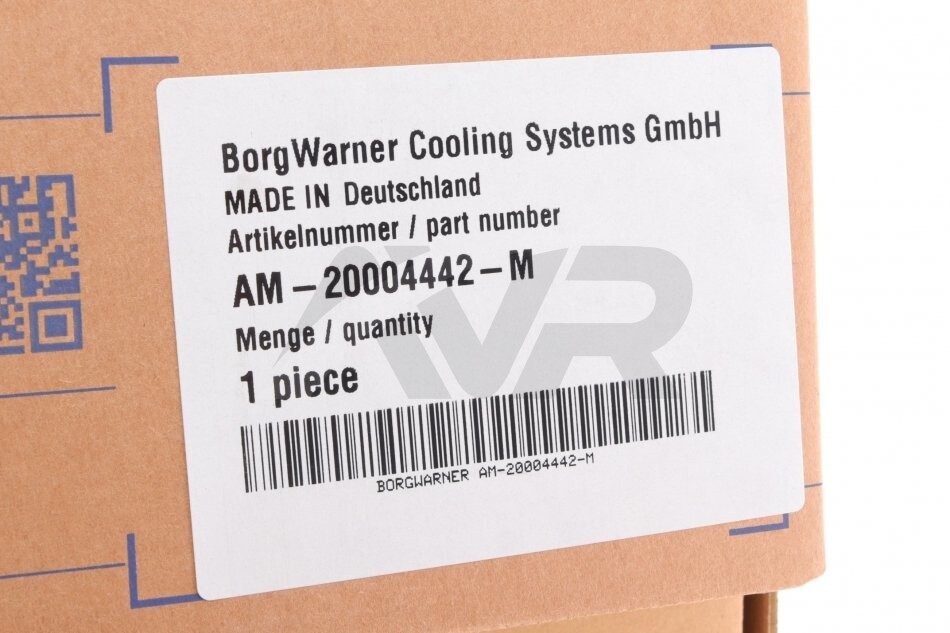 BorgWarner Cooling Systems GmbH
MADE IN Deutschland
Artikelnummer / part number
AM-20004442-M
Menge / quantity
1 piece
BORGWARNER AM-20004442-M
VR